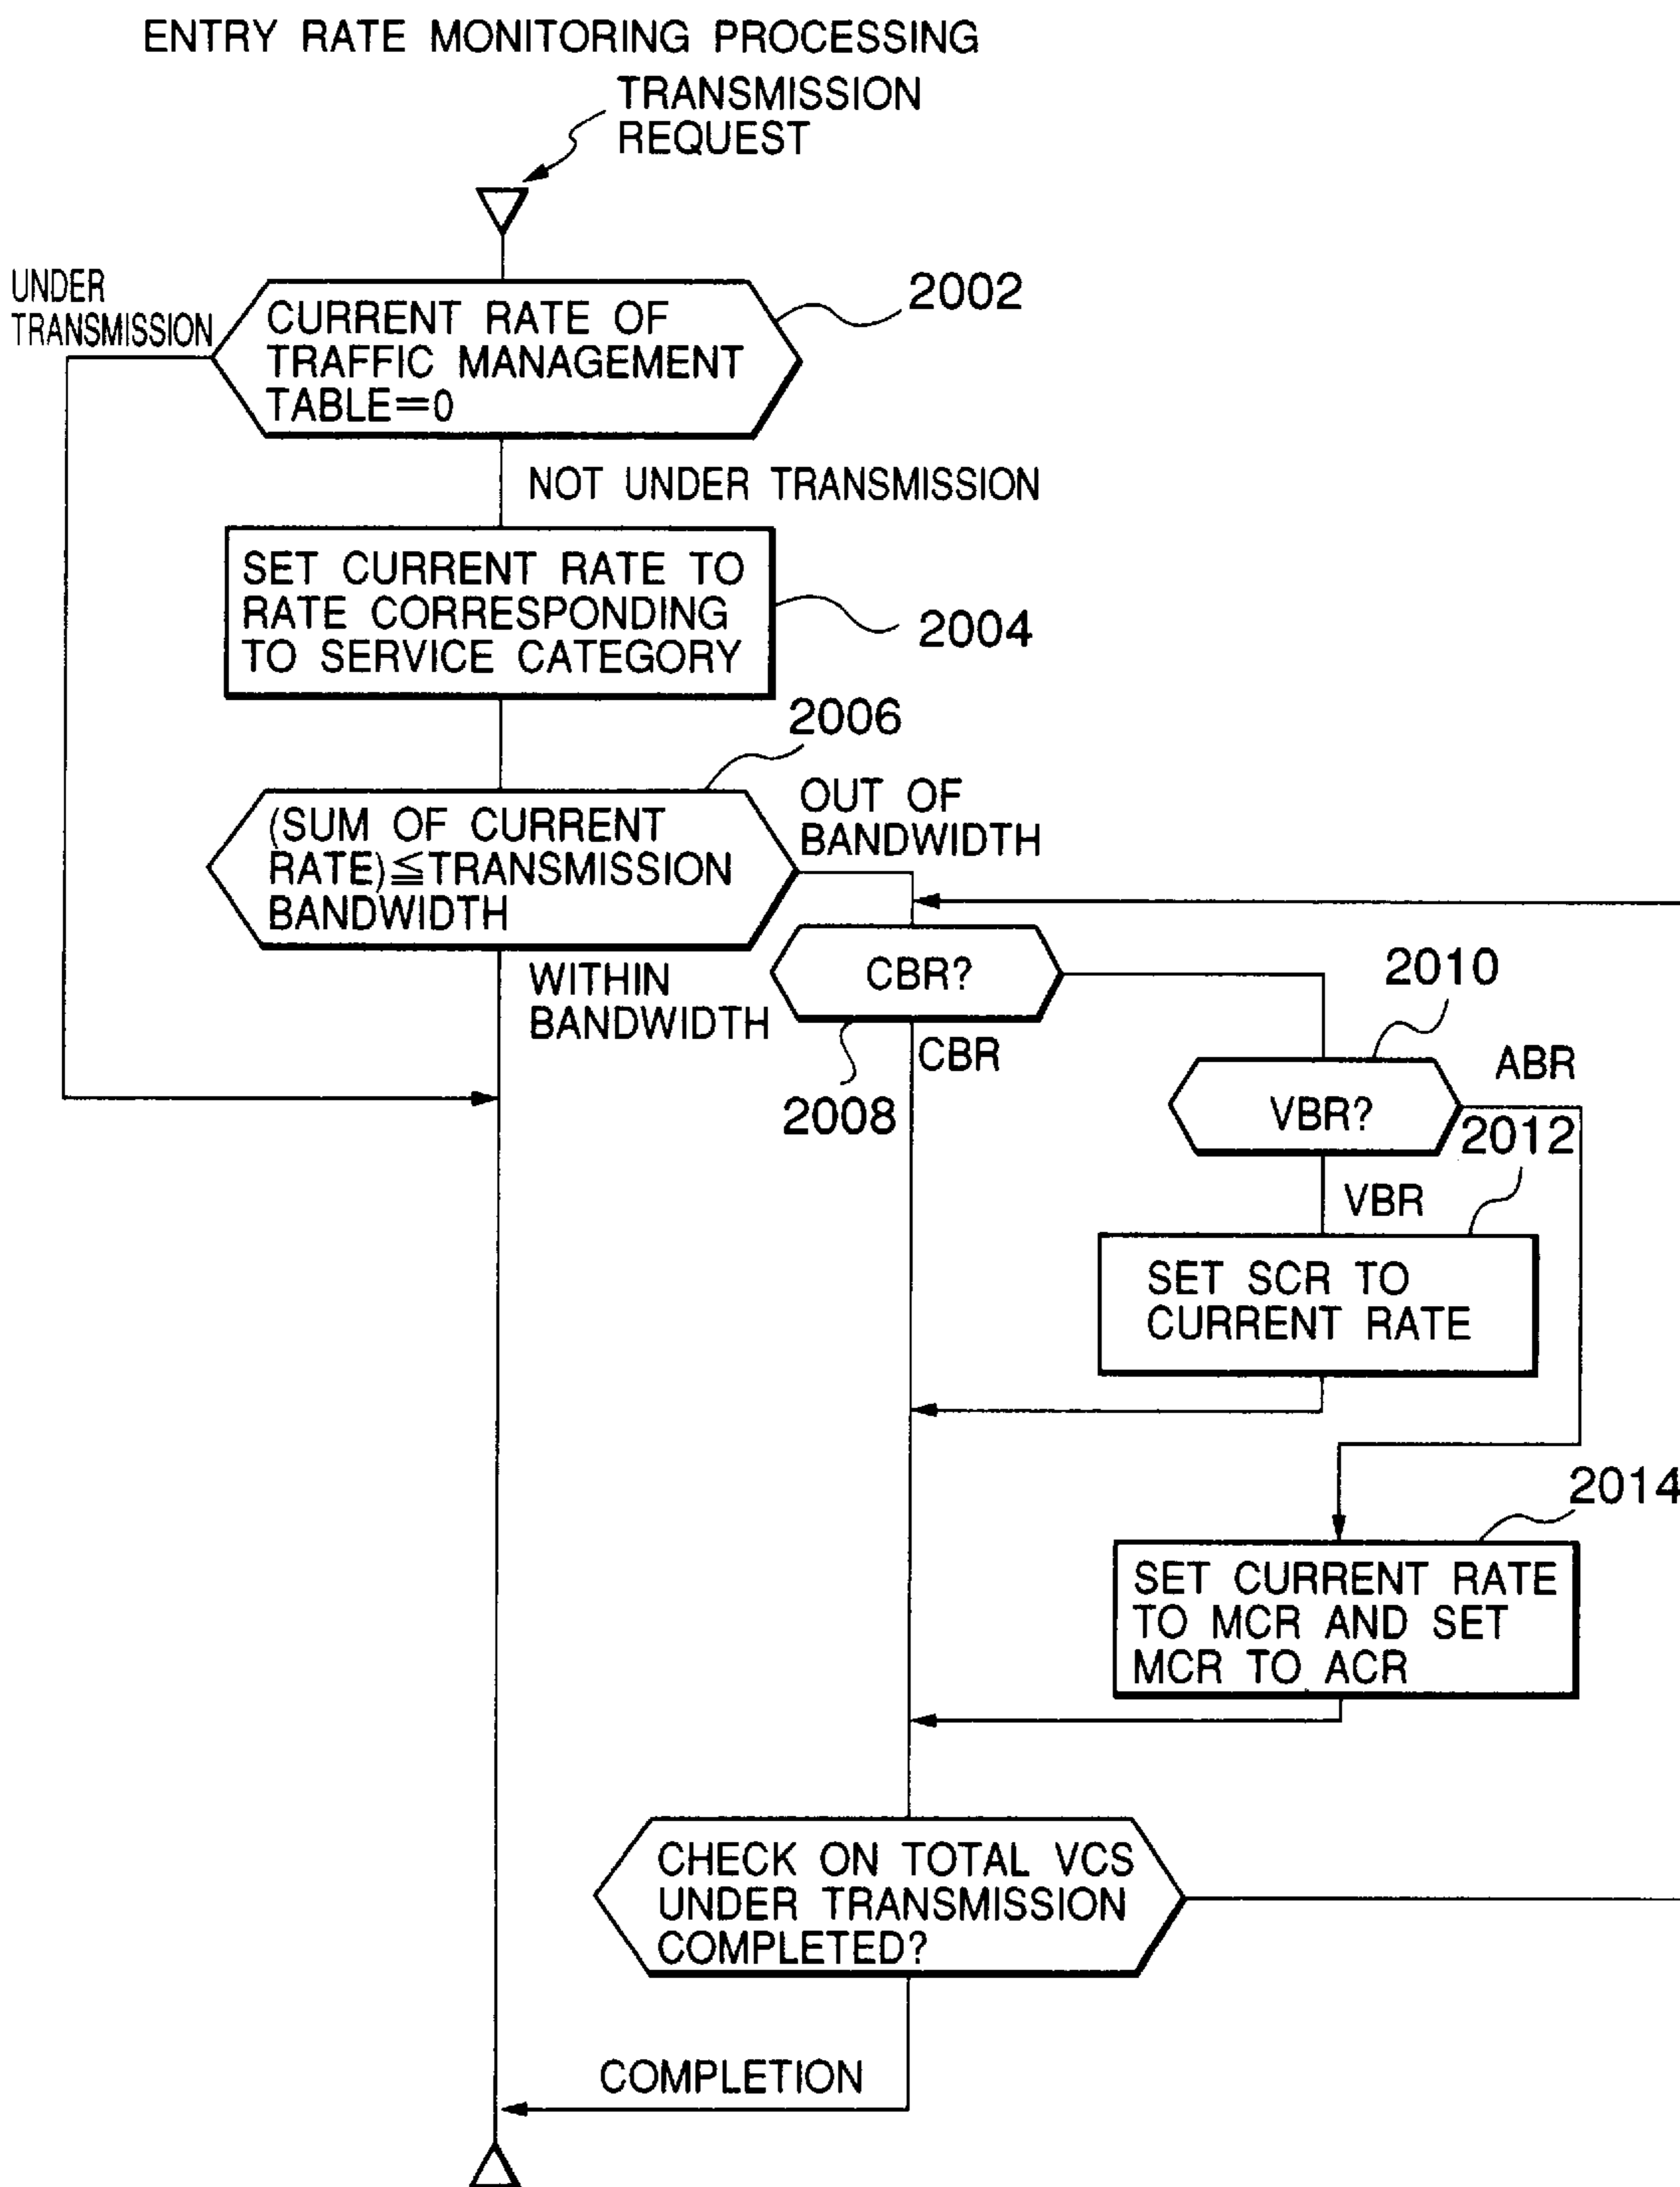 ENTRY RATE MONITORING PROCESSING
TRANSMISSION
REQUEST
UNDER
TRANSMISSION
CURRENT RATE OF
TRAFFIC MANAGEMENT
TABLE=0
2002
NOT UNDER TRANSMISSION
SET CURRENT RATE TO
RATE CORRESPONDING
TO SERVICE CATEGORY
2004
2006
(SUM OF CURRENT
RATE)≦TRANSMISSION
BANDWIDTH
OUT OF
BANDWIDTH
WITHIN
BANDWIDTH
CBR?
CBR
2008
2010
VBR?
ABR
2012
VBR
SET SCR TO
CURRENT RATE
2014
SET CURRENT RATE
TO MCR AND SET
MCR TO ACR
CHECK ON TOTAL VCS
UNDER TRANSMISSION
COMPLETED?
COMPLETION